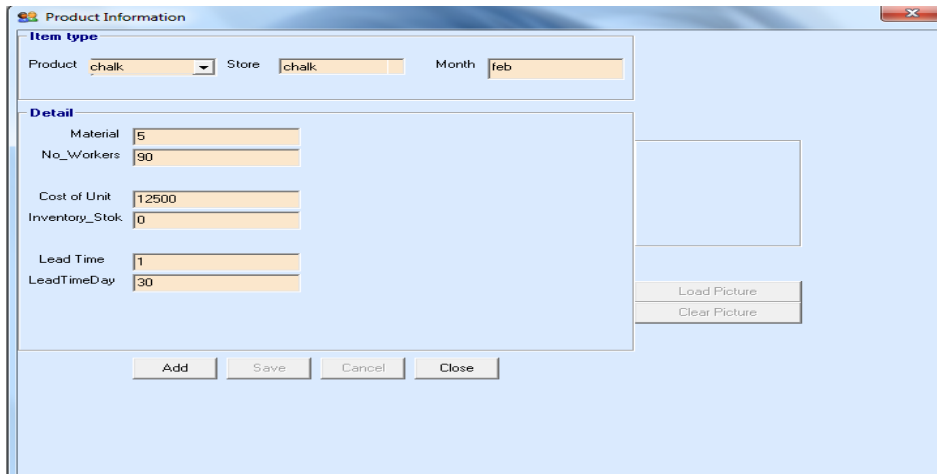 Product Information
Item type
Product chalk Store chalk Month feb
Detail
Material 5
No_Workers 90
Cost of Unit 12500
Inventory_Stok 0
Lead Time 1
LeadTimeDay 30
Load Picture
Clear Picture
Add Save Cancel Close